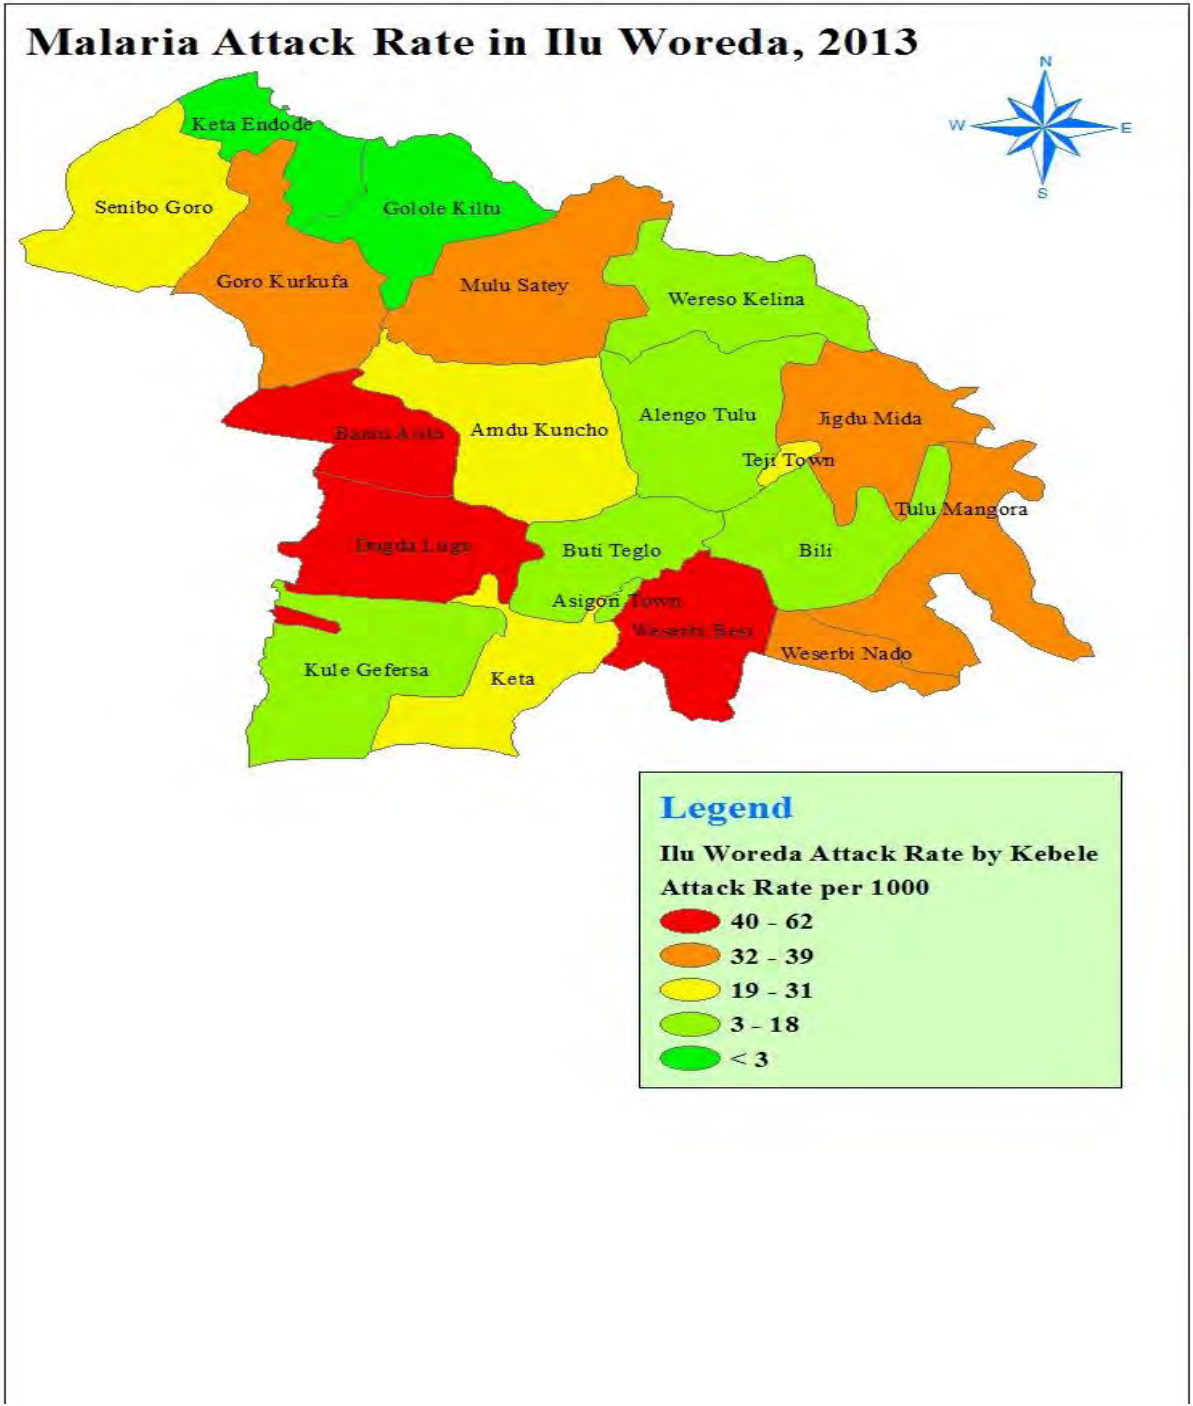 Malaria Attack Rate in Ilu Woreda, 2013
N
W
E
S
Keta Endode
Senibo Goro
Golole Kiltu
Goro Kurkufa
Mulu Satey
Wereso Kelina
Alengo Tulu
Jigdu Mida
Amdu Kuncho
Teji Town
Tulu Mangora
Buti Teglo
Bili
Asigori Town
Weserbi Besi
Weserbi Nado
Kule Gefersa
Keta
Legend
Ilu Woreda Attack Rate by Kebele
Attack Rate per 1000
40 - 62
32 - 39
19 - 31
3 - 18
< 3